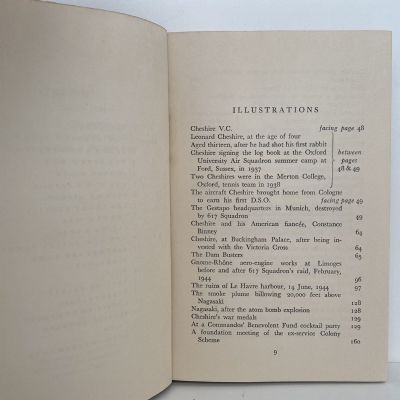 ILLUSTRATIONS
Cheshire V.C. facing page 48
Leonard Cheshire, at the age of four
Aged thirteen, after he had shot his first rabbit
Cheshire signing the log book at the Oxford between
University Air Squadron summer camp at pages
Ford, Sussex, in 1937 48 & 49
Two Cheshires were in the Merton College,
Oxford, tennis team in 1938
The aircraft Cheshire brought home from Cologne
to earn his first D.S.O. facing page 49
The Gestapo headquarters in Munich, destroyed
by 617 Squadron 49
Cheshire and his American fiancée, Constance
Binney 64
Cheshire, at Buckingham Palace, after being in-
vested with the Victoria Cross 64
The Dam Busters 65
Gnome-Rhône aero-engine works at Limoges
before and after 617 Squadron's raid, February,
1944 96
The ruins of Le Havre harbour, 14 June, 1944 97
The smoke plume billowing 20,000 feet above
Nagasaki 128
Nagasaki, after the atom bomb explosion 128
Cheshire's war medals 129
At a Commandos' Benevolent Fund cocktail party 129
A foundation meeting of the ex-service Colony
Scheme 160
9